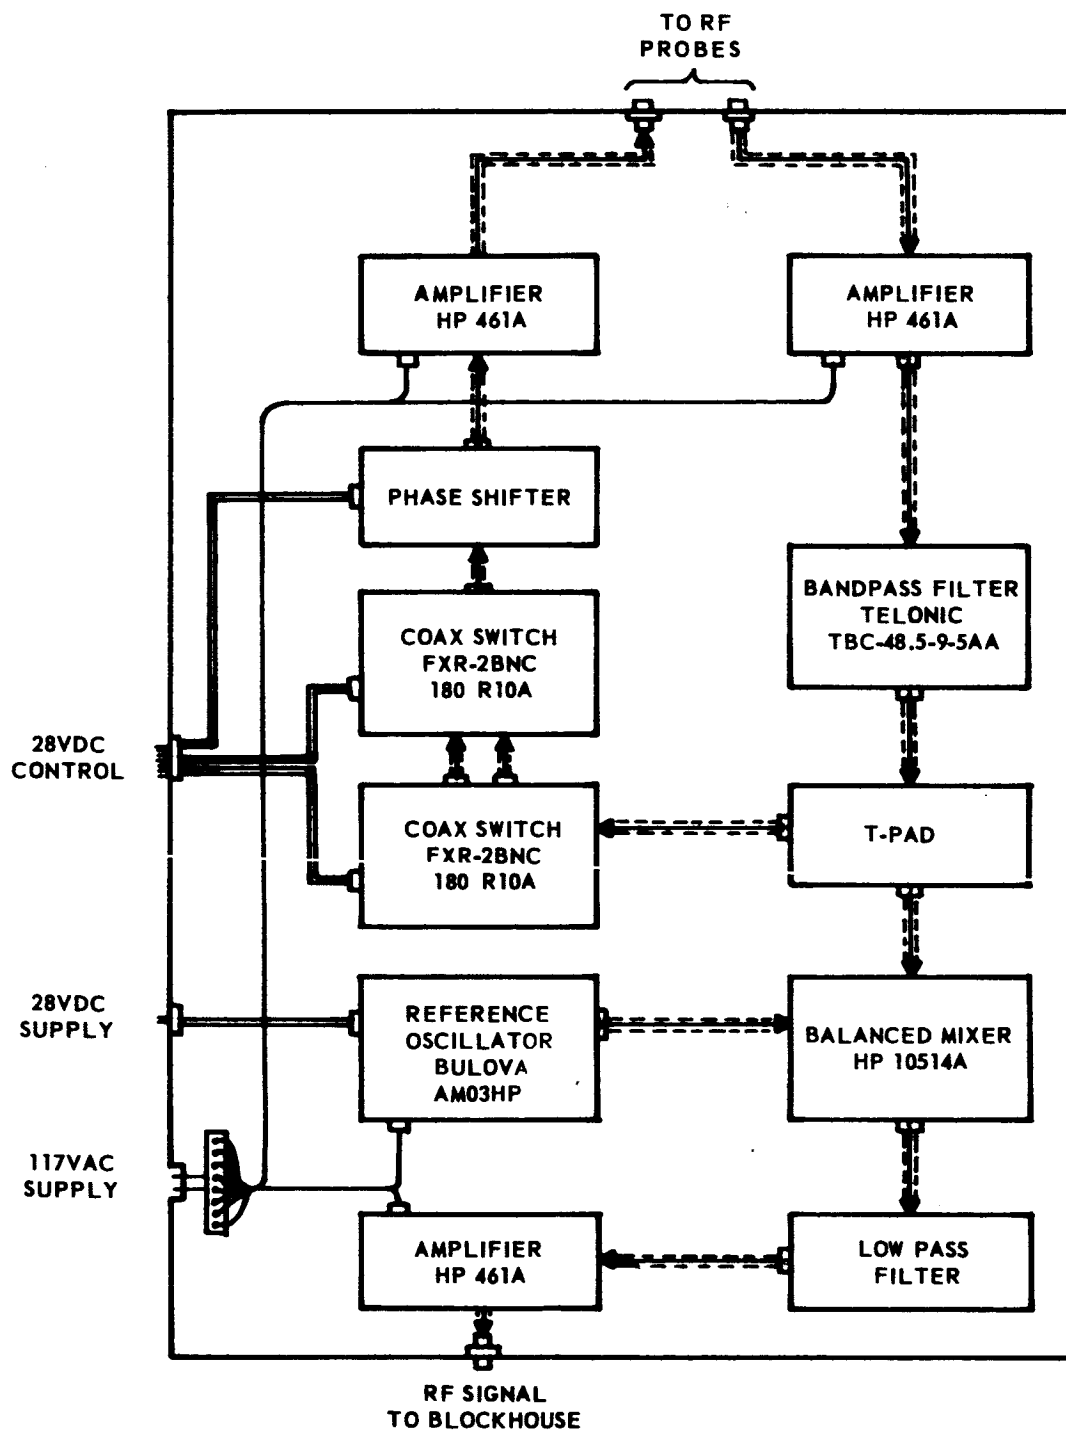 TO RF
PROBES
AMPLIFIER
HP 461A
AMPLIFIER
HP 461A
PHASE SHIFTER
BANDPASS FILTER
TELONIC
TBC-48.5-9-5AA
COAX SWITCH
FXR-2BNC
180 R10A
28VDC
CONTROL
COAX SWITCH
FXR-2BNC
180 R10A
T-PAD
28VDC
SUPPLY
REFERENCE
OSCILLATOR
BULOVA
AM03HP
BALANCED MIXER
HP 10514A
117VAC
SUPPLY
AMPLIFIER
HP 461A
LOW PASS
FILTER
RF SIGNAL
TO BLOCKHOUSE